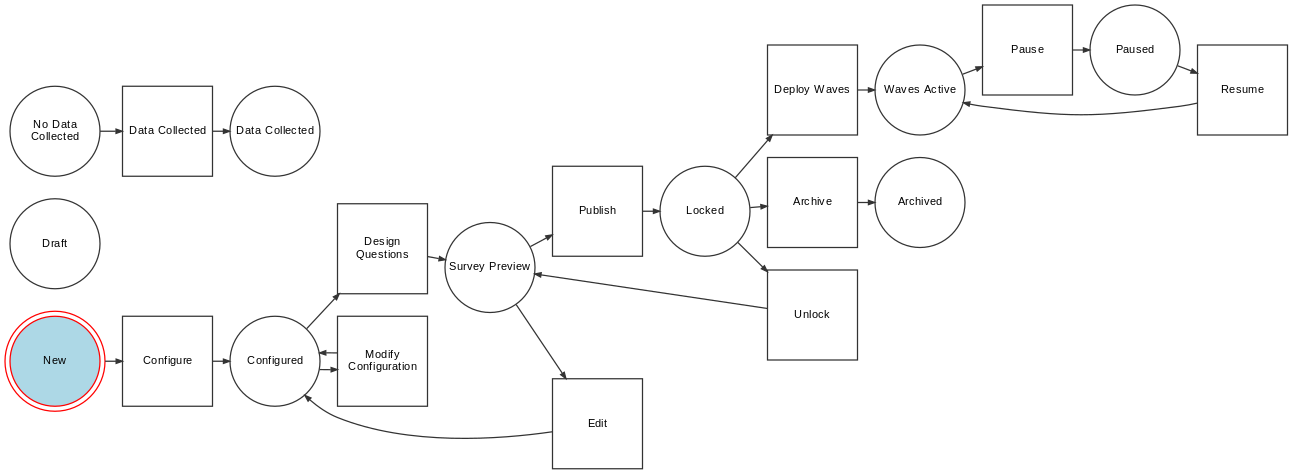 Pause
Paused
Deploy Waves
Waves Active
Resume
No Data
Collected
Data Collected
Data Collected
Publish
Locked
Archive
Archived
Draft
Design
Questions
Survey Preview
Unlock
New
Configure
Configured
Modify
Configuration
Edit